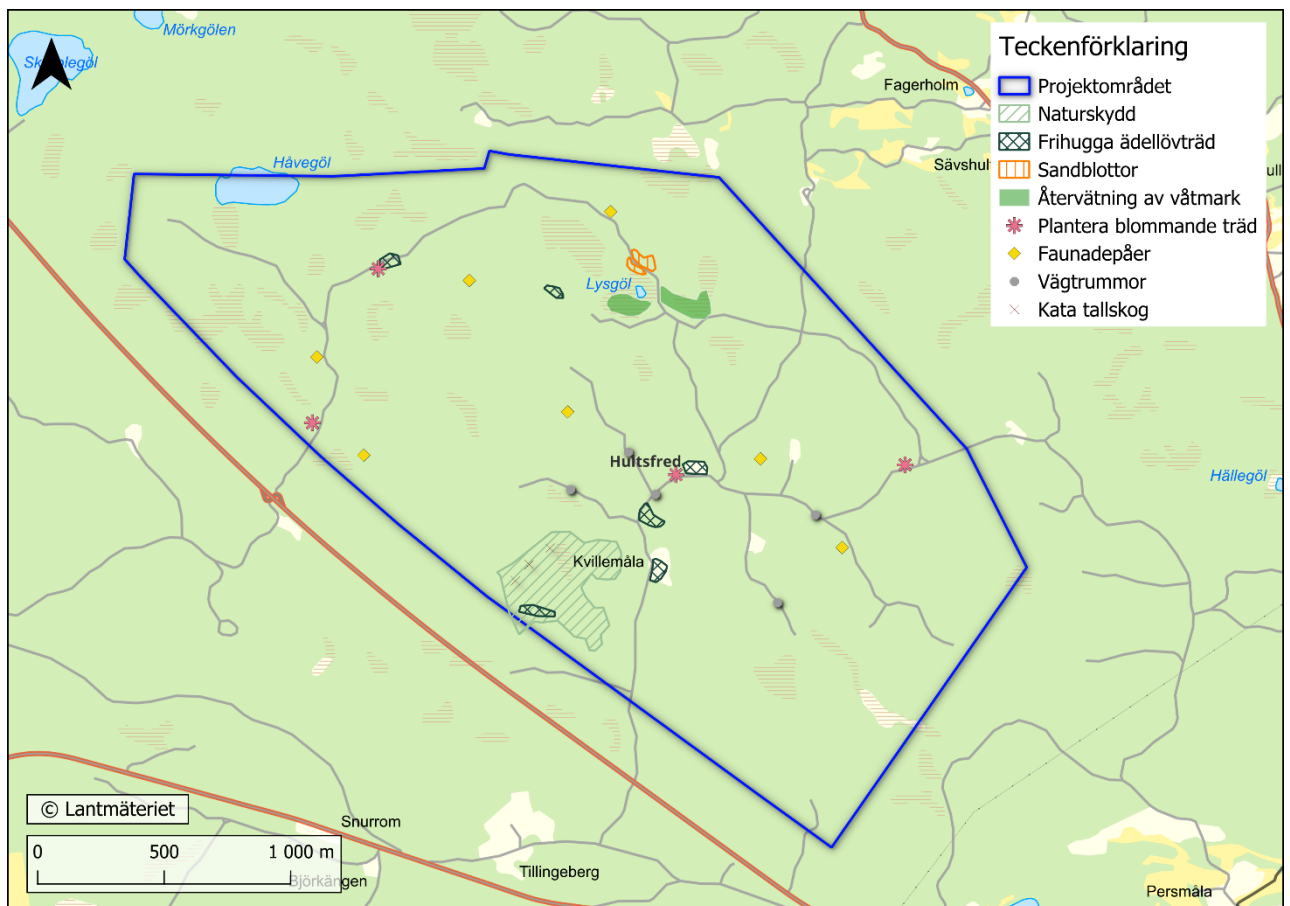 Mörkgölen
Teckenförklaring
Projektområdet
Naturskydd
Frihugga ädellövträd
Sandblottor
Återvätning av våtmark
Plantera blommande träd
Faunadepåer
Vägtrummor
Kata tallskog
Fagerholm
Håvegöl
Sävshult
Lysgöl
Hultsfred
Hällegöl
Kvillemåla
© Lantmäteriet
Snurrom
0 500 1 000 m
Björkängen
Tillingeberg
Persmåla